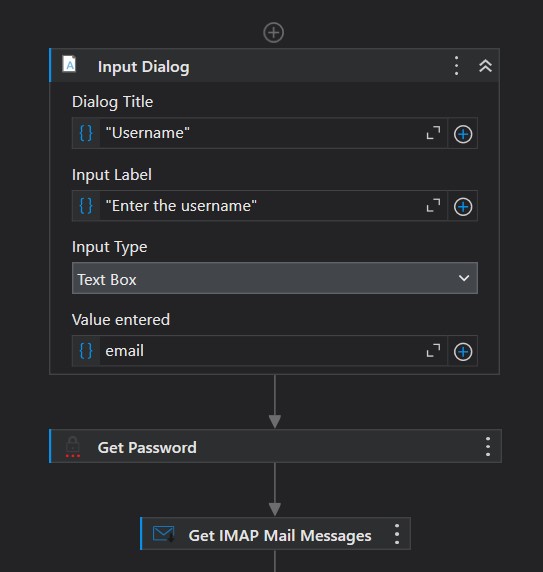 Input Dialog
Dialog Title
"Username"
Input Label
"Enter the username"
Input Type
Text Box
Value entered
email
Get Password
Get IMAP Mail Messages